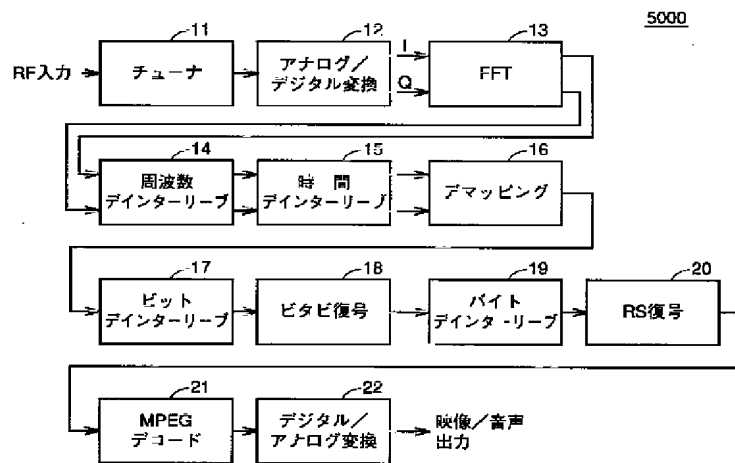 5000
11
12
13
RF入力
チューナ
アナログ/
デジタル変換
I
Q
FFT
14
15
16
周波数
デインターリーブ
時 間
デインターリーブ
デマッピング
17
18
19
20
ビット
デインターリーブ
ビタビ復号
バイト
デインターリーブ
RS復号
21
22
MPEG
デコード
デジタル/
アナログ変換
映像/音声
出力